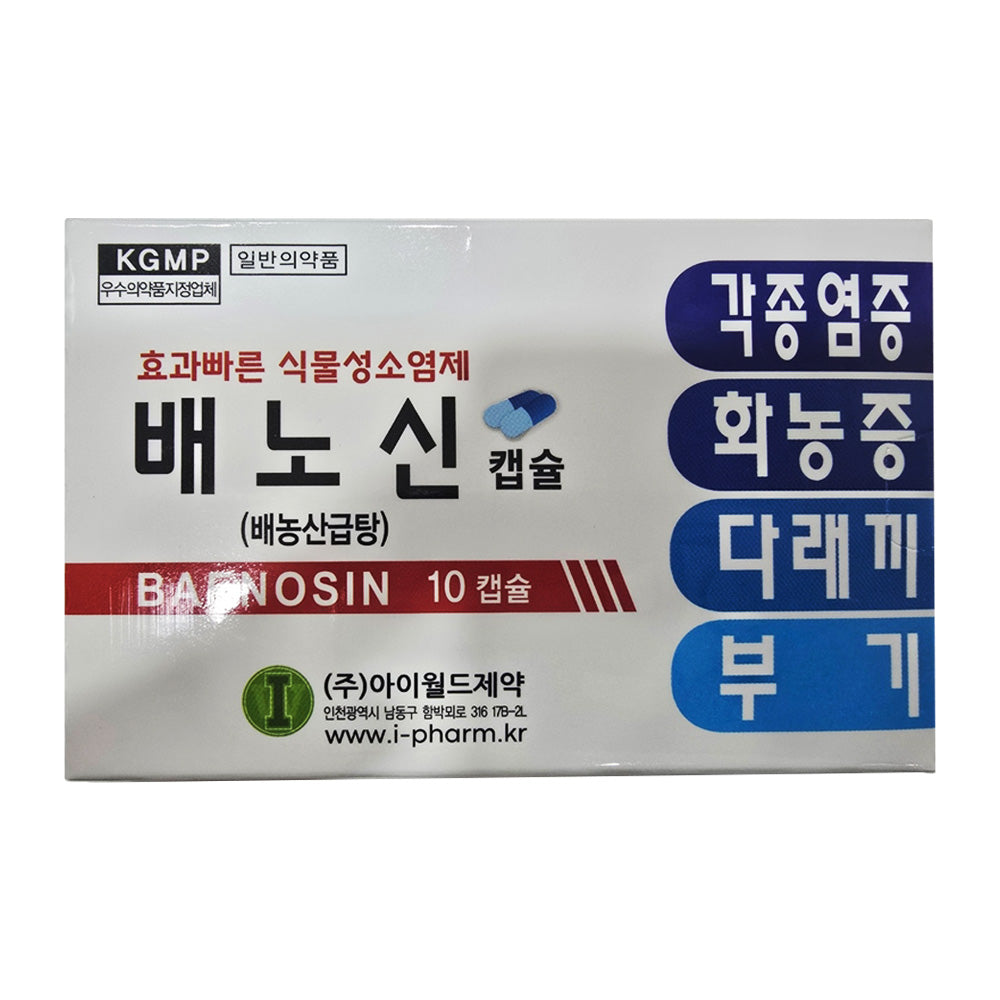 KGMP
우수의약품지정업체
일반의약품
효과빠른 식물성소염제
배노신 캡슐
(배농산급탕)
BAENOSIN 10 캡슐
(주)아이월드제약
인천광역시 남동구 함박뫼로 316 17B-2L
www.i-pharm.kr
각종염증
화농증
다래끼
부기